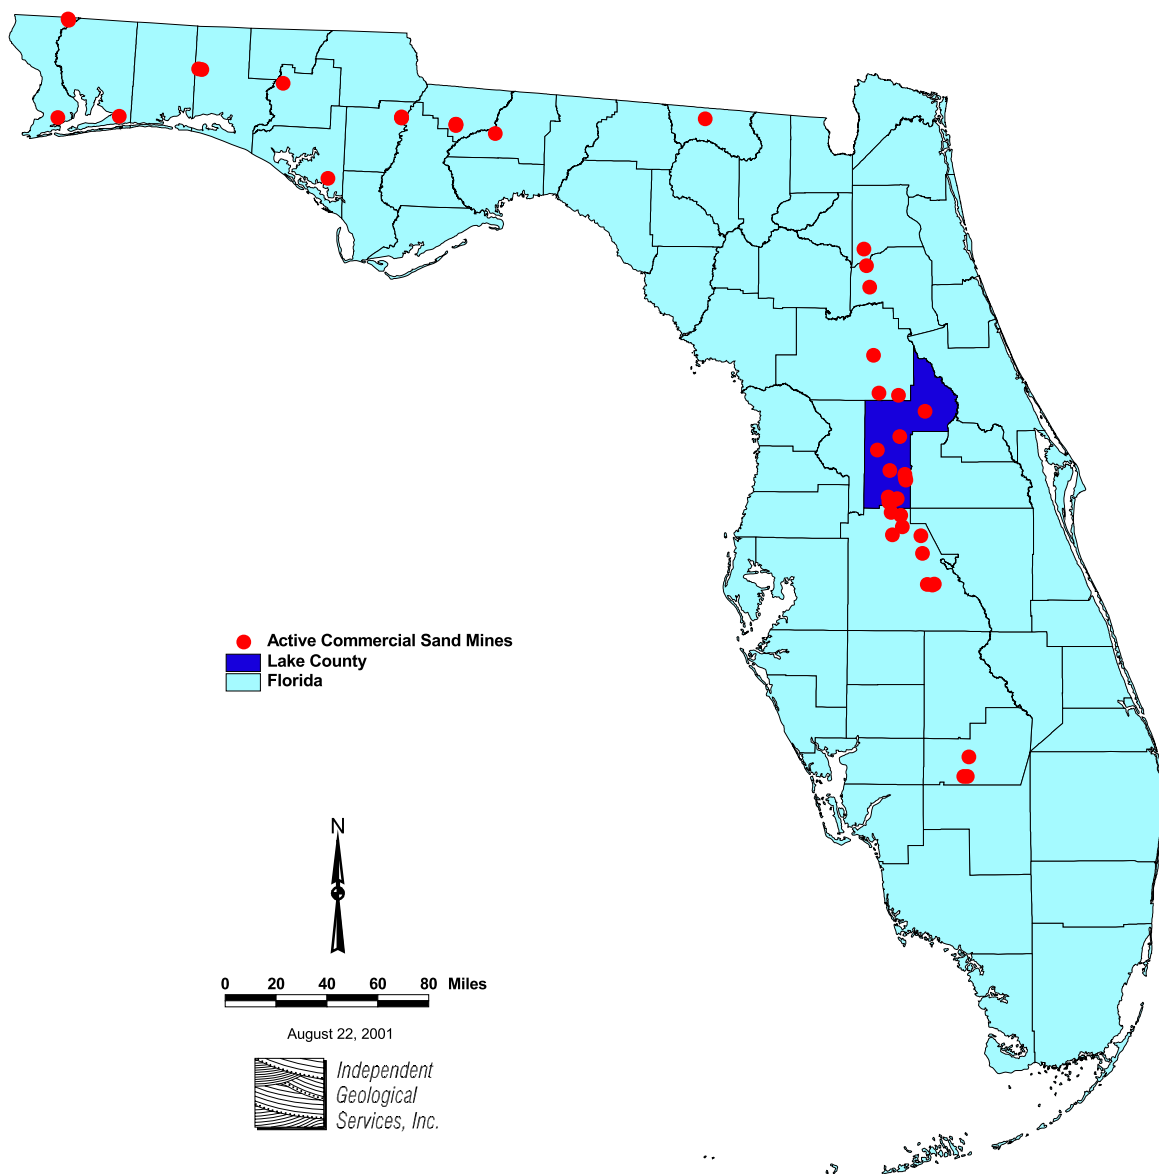 Active Commercial Sand Mines
Lake County
Florida
N
0 20 40 60 80 Miles
August 22, 2001
Independent
Geological
Services, Inc.